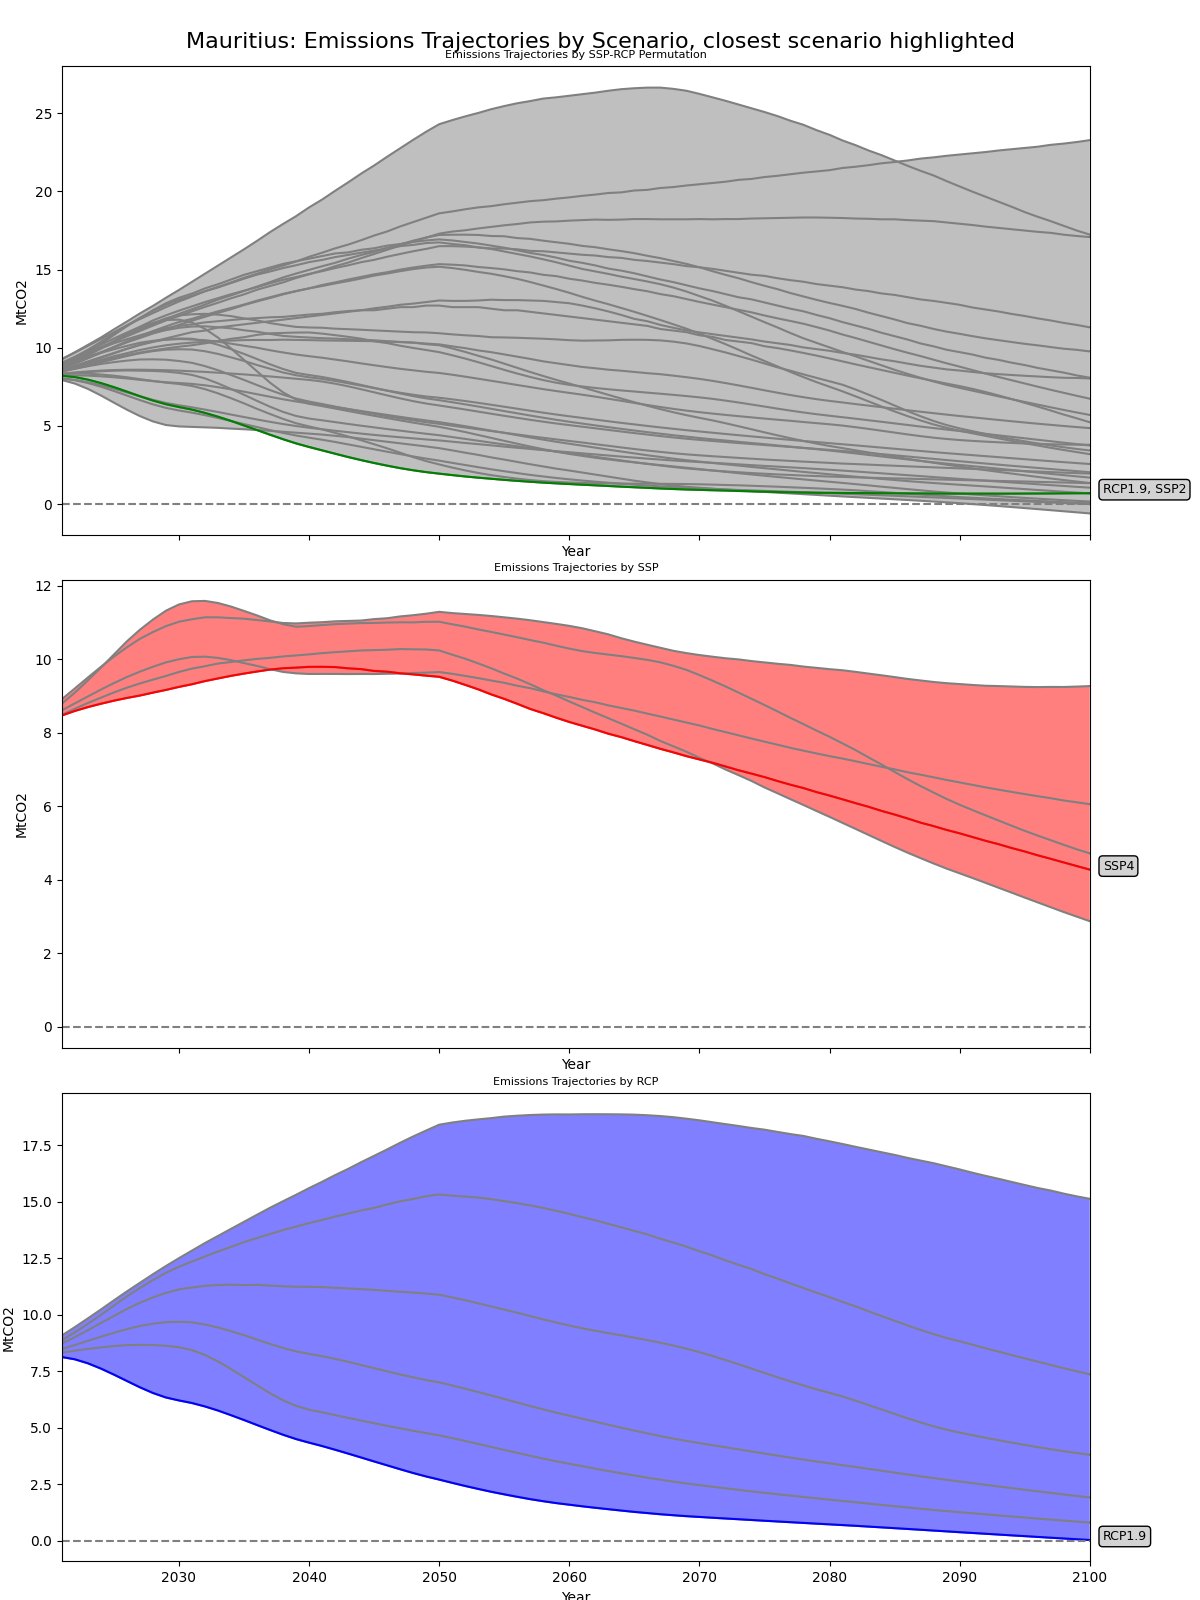 Mauritius: Emissions Trajectories by Scenario, closest scenario highlighted
Emissions Trajectories by SSP-RCP Permutation
25
20
15
10
5
0
MtCO2
RCP1.9, SSP2
Year
Emissions Trajectories by SSP
12
10
8
6
4
2
0
MtCO2
SSP4
Year
Emissions Trajectories by RCP
17.5
15.0
12.5
10.0
7.5
5.0
2.5
0.0
MtCO2
RCP1.9
2030 2040 2050 2060 2070 2080 2090 2100
Year